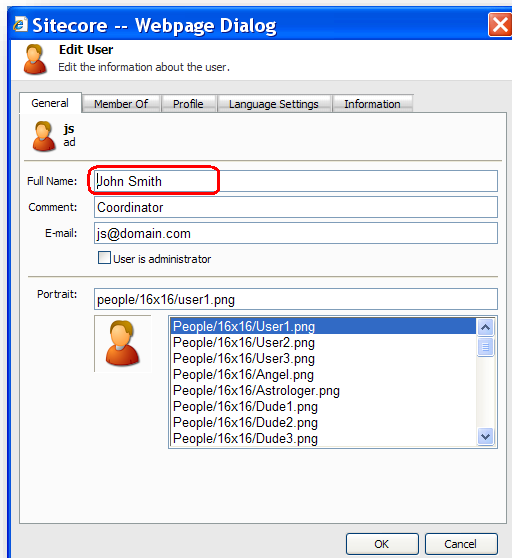 Sitecore -- Webpage Dialog
Edit User
Edit the information about the user.
General Member Of Profile Language Settings Information
js
ad
Full Name: John Smith
Comment: Coordinator
E-mail: js@domain.com
User is administrator
Portrait: people/16x16/user1.png
People/16x16/User1.png
People/16x16/User2.png
People/16x16/User3.png
People/16x16/Angel.png
People/16x16/Astrologer.png
People/16x16/Dude1.png
People/16x16/Dude2.png
People/16x16/Dude3.png
OK Cancel